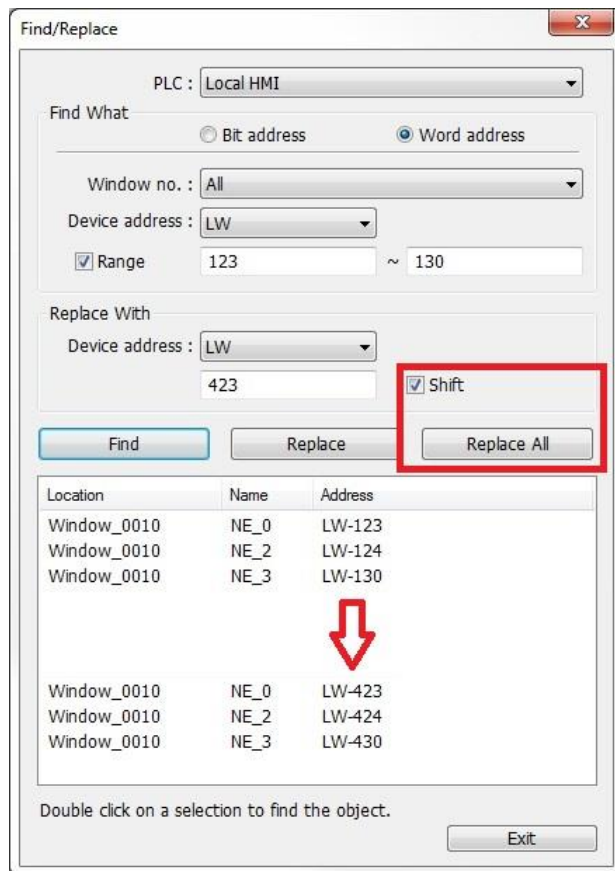 Find/Replace
PLC : Local HMI
Find What
Bit address Word address
Window no. : All
Device address : LW
Range 123 ~ 130
Replace With
Device address : LW
423 Shift
Find Replace Replace All
Location Name Address
Window_0010 NE_0 LW-123
Window_0010 NE_2 LW-124
Window_0010 NE_3 LW-130
Window_0010 NE_0 LW-423
Window_0010 NE_2 LW-424
Window_0010 NE_3 LW-430
Double click on a selection to find the object.
Exit